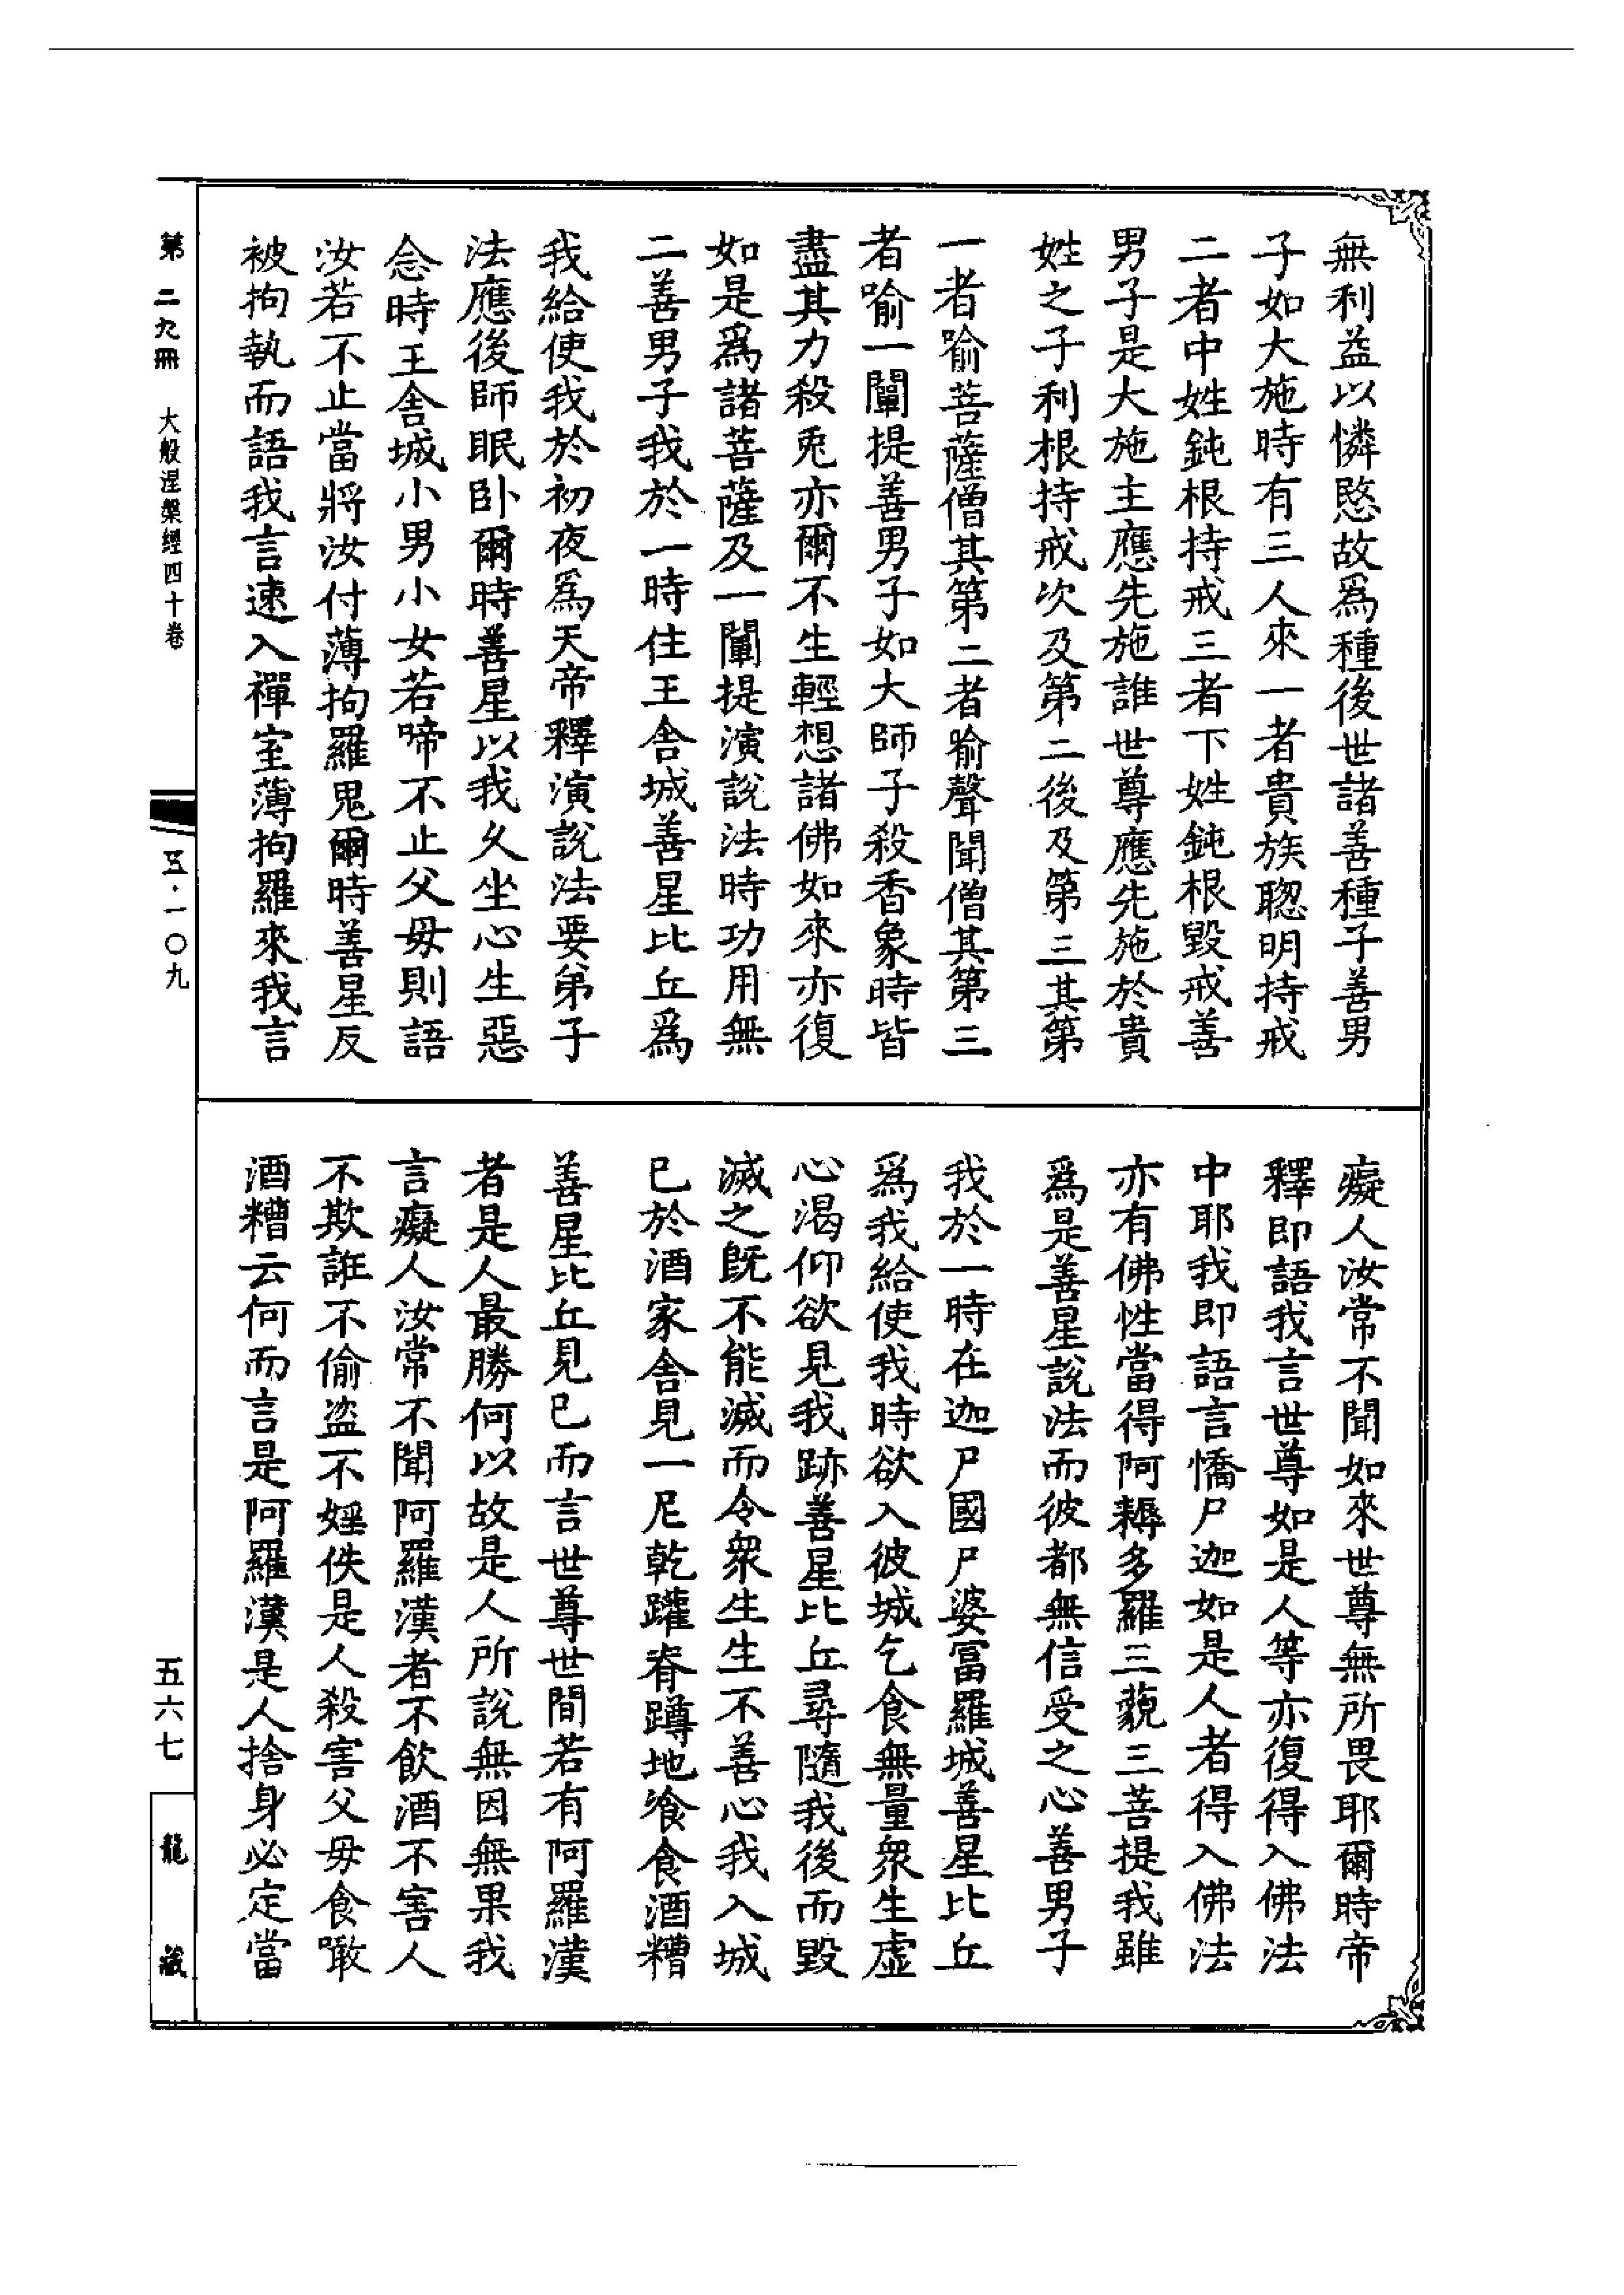 無利益以憐愍故爲種後世諸善種子善男
子如大施時有三人來一者貴族聰明持戒
二者中姓鈍根持戒三者下姓鈍根毀戒善
男子是大施主應先施誰世尊應先施於貴
姓之子利根持戒次及第二後及第三其第
一者喻菩薩僧其第二者喻聲聞僧其第三
者喻一闡提善男子如大師子殺香象時皆
盡其力殺兎亦爾不生輕想諸佛如來亦復
如是爲諸菩薩及一闡提演說法時功用無
二善男子我於一時住王舍城善星比丘爲
我給使我於初夜爲天帝釋演說法要弟子
法應後師眠卧爾時善星以我久坐心生惡
念時王舍城小男小女若啼不止父毋則語
汝若不止當將汝付薄拘羅鬼爾時善星反
被拘執而語我言速入禪室薄拘羅來我言
癡人汝常不聞如來世尊無所畏耶爾時帝
釋即語我言世尊如是人等亦復得入佛法
中耶我即語言憍尸迦如是人者得入佛法
亦有佛性當得阿耨多羅三藐三菩提我雖
爲是善星說法而彼都無信受之心善男子
我於一時在迦尸國尸婆富羅城善星比丘
爲我給使我時欲入彼城乞食無量衆生虛
心渴仰欲見我跡善星比丘尋隨我後而毀
滅之旣不能滅而令衆生生不善心我入城
已於酒家舍見一尼乾踡脊蹲地飡食酒糟
善星比丘見已而言世尊世間若有阿羅漢
者是人最勝何以故是人所說無因無果我
言癡人汝常不聞阿羅漢者不飲酒不害人
不欺誑不偷盜不婬佚是人殺害父毋食噉
酒糟云何而言是阿羅漢是人捨身必定當
第二九冊 大般涅槃經四十卷
五·一〇九
五六七
龍藏